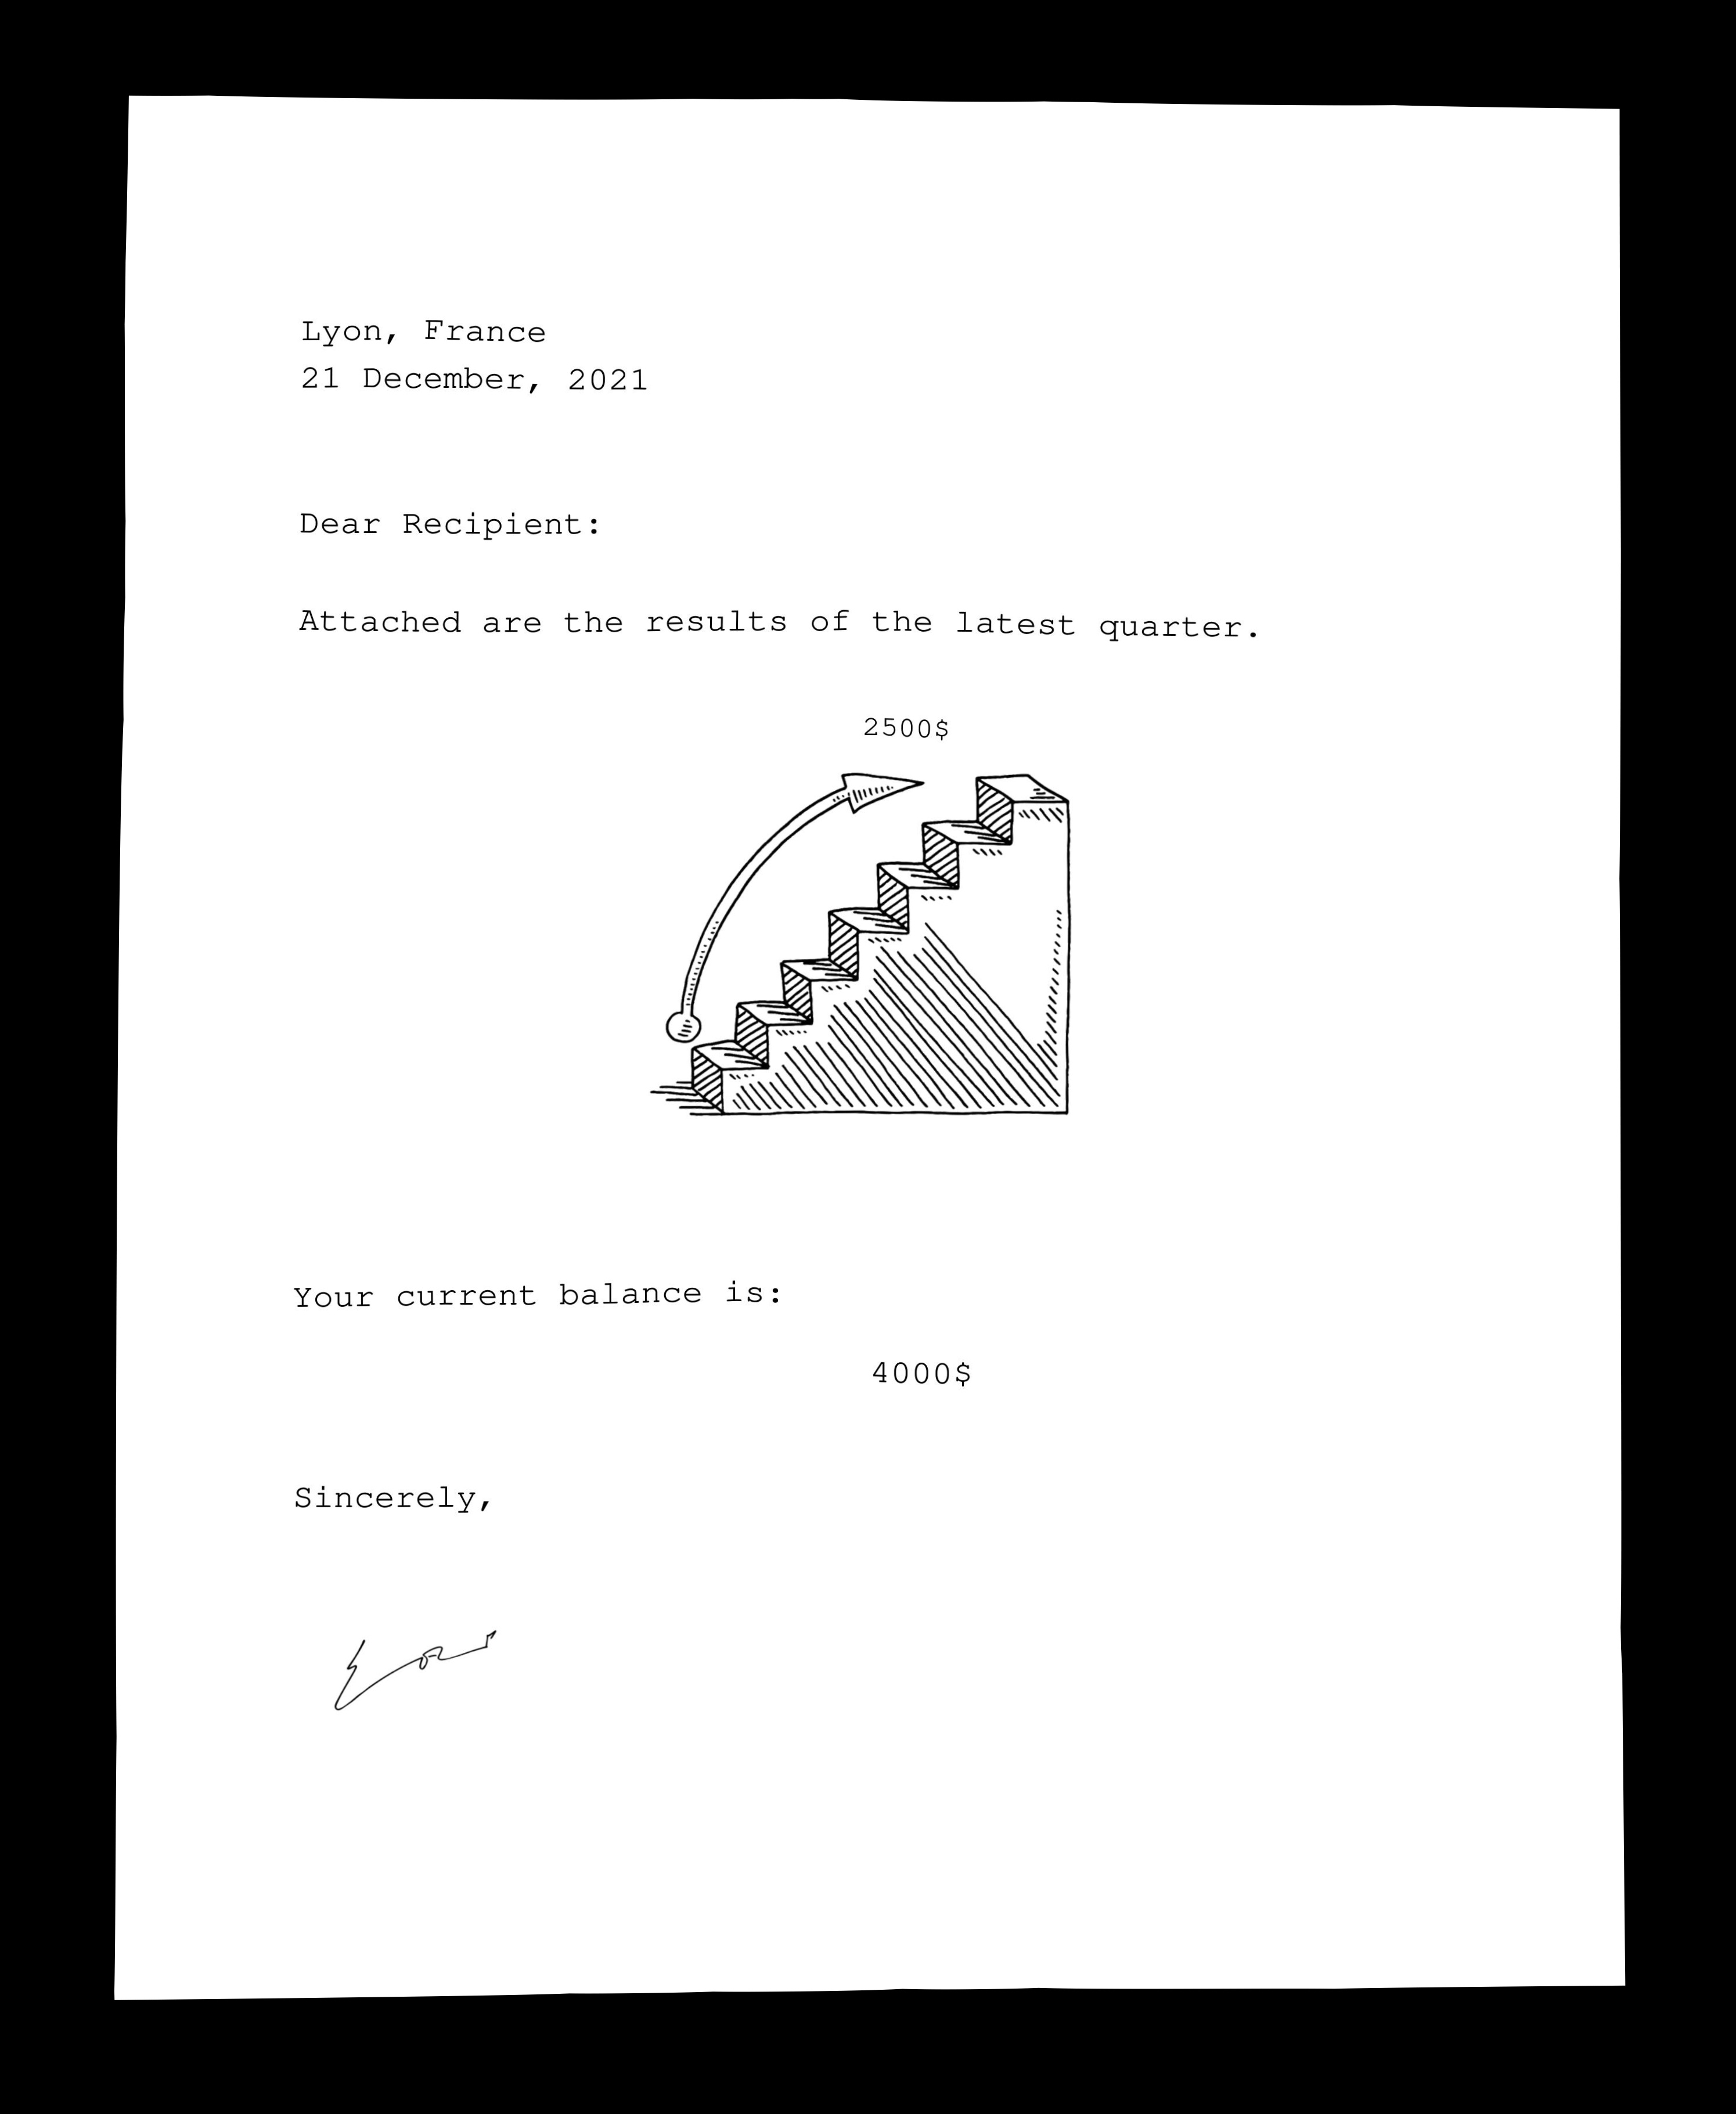 Lyon, France
21 December, 2021
Dear Recipient:
Attached are the results of the latest quarter.
2500$
Your current balance is:
4000$
Sincerely,